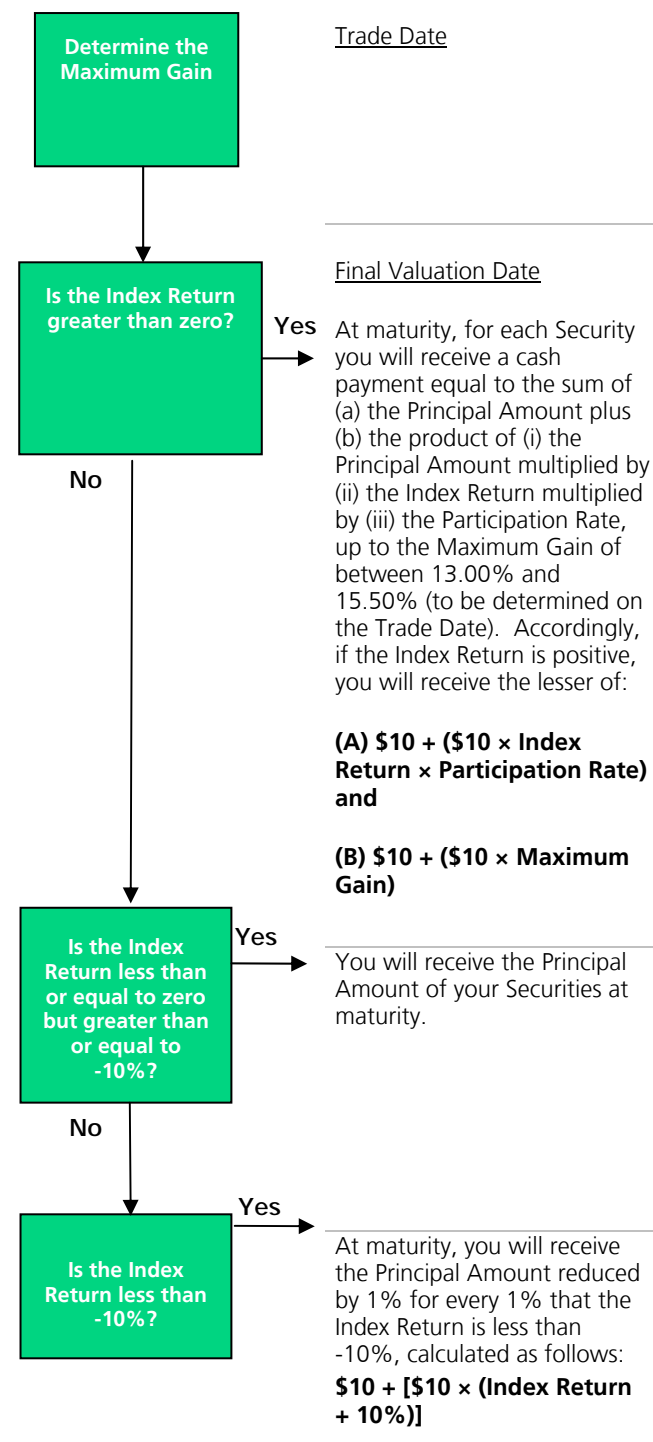 Determine the
Maximum Gain
Trade Date
Is the Index Return
greater than zero?
Yes
No
Final Valuation Date
At maturity, for each Security
you will receive a cash
payment equal to the sum of
(a) the Principal Amount plus
(b) the product of (i) the
Principal Amount multiplied by
(ii) the Index Return multiplied
by (iii) the Participation Rate,
up to the Maximum Gain of
between 13.00% and
15.50% (to be determined on
the Trade Date).  Accordingly,
if the Index Return is positive,
you will receive the lesser of:
(A) $10 + ($10 × Index
Return × Participation Rate)
and
(B) $10 + ($10 × Maximum
Gain)
Is the Index
Return less than
or equal to zero
but greater than
or equal to
-10%?
Yes
No
You will receive the Principal
Amount of your Securities at
maturity.
Is the Index
Return less than
-10%?
Yes
At maturity, you will receive
the Principal Amount reduced
by 1% for every 1% that the
Index Return is less than
-10%, calculated as follows:
$10 + [$10 × (Index Return
+ 10%)]